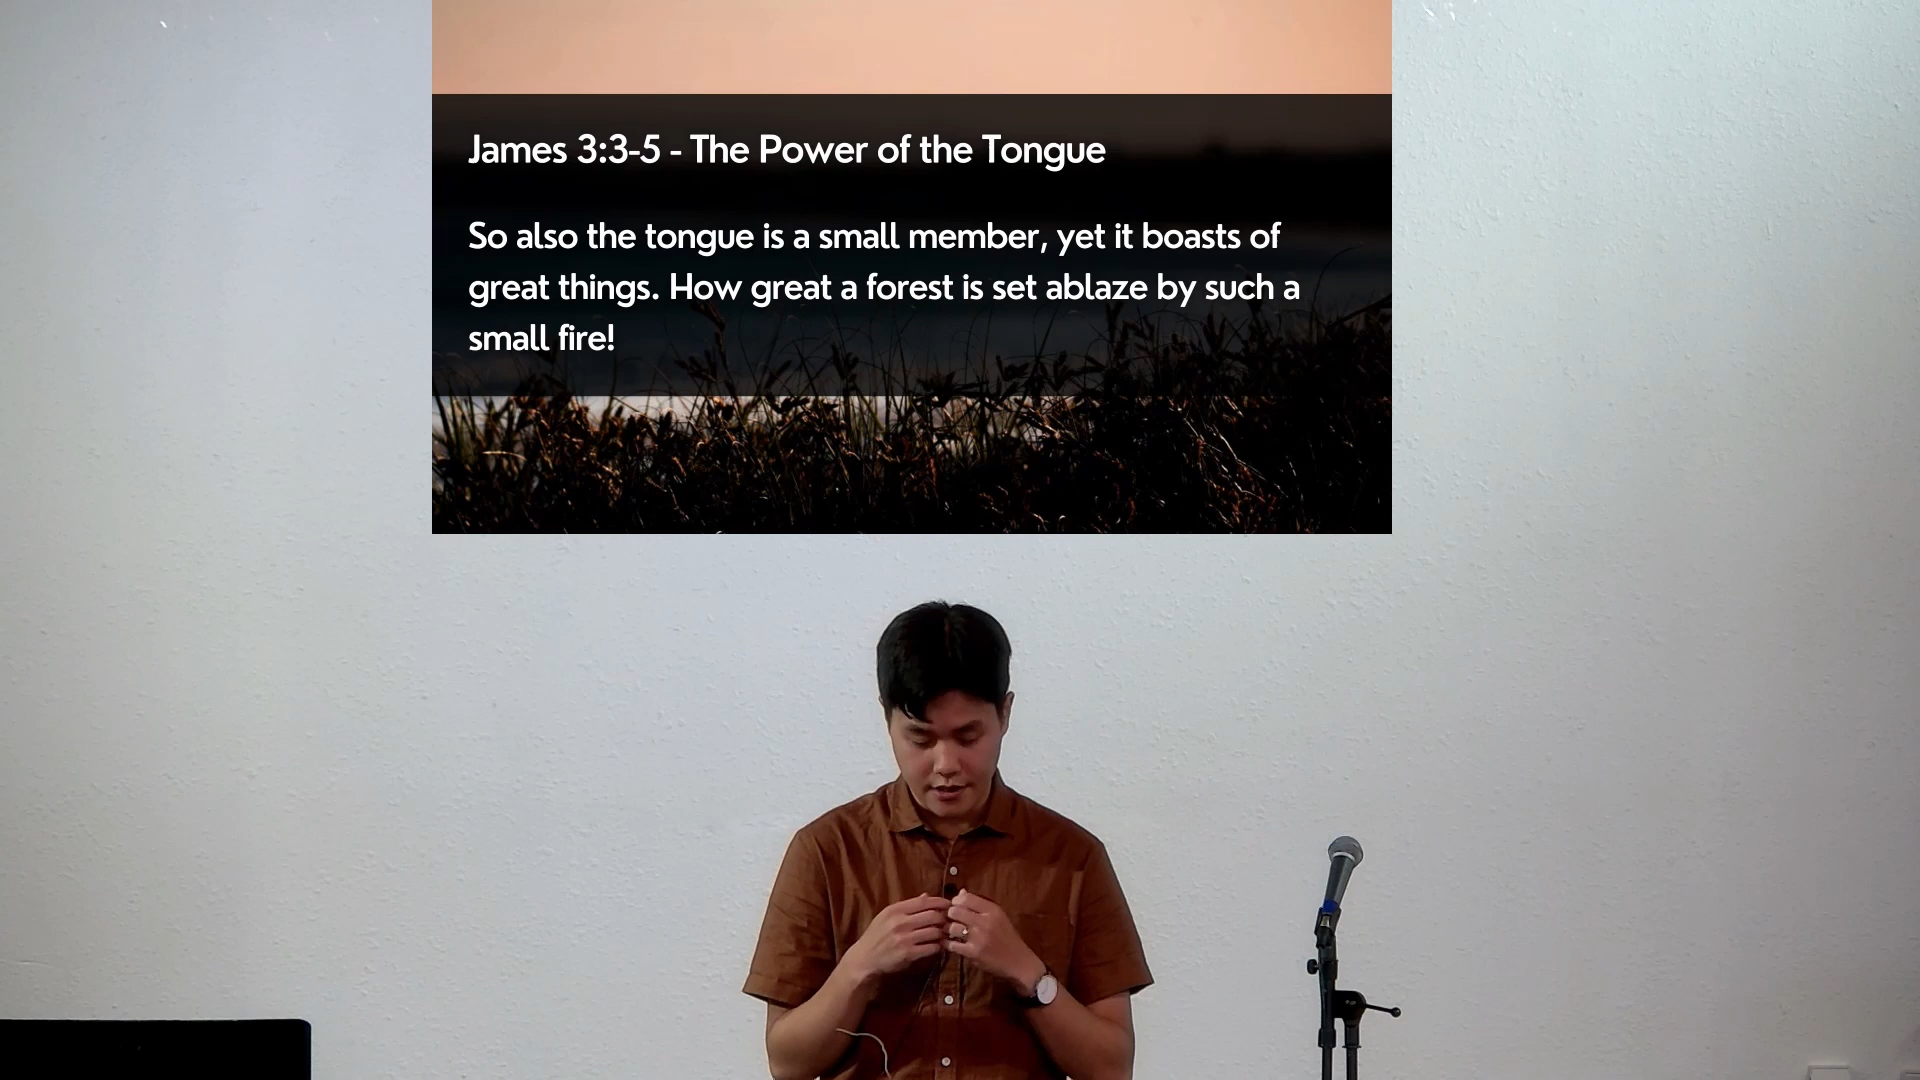 James 3:3-5 - The Power of the Tongue
So also the tongue is a small member, yet it boasts of
great things. How great a forest is set ablaze by such a
small fire!